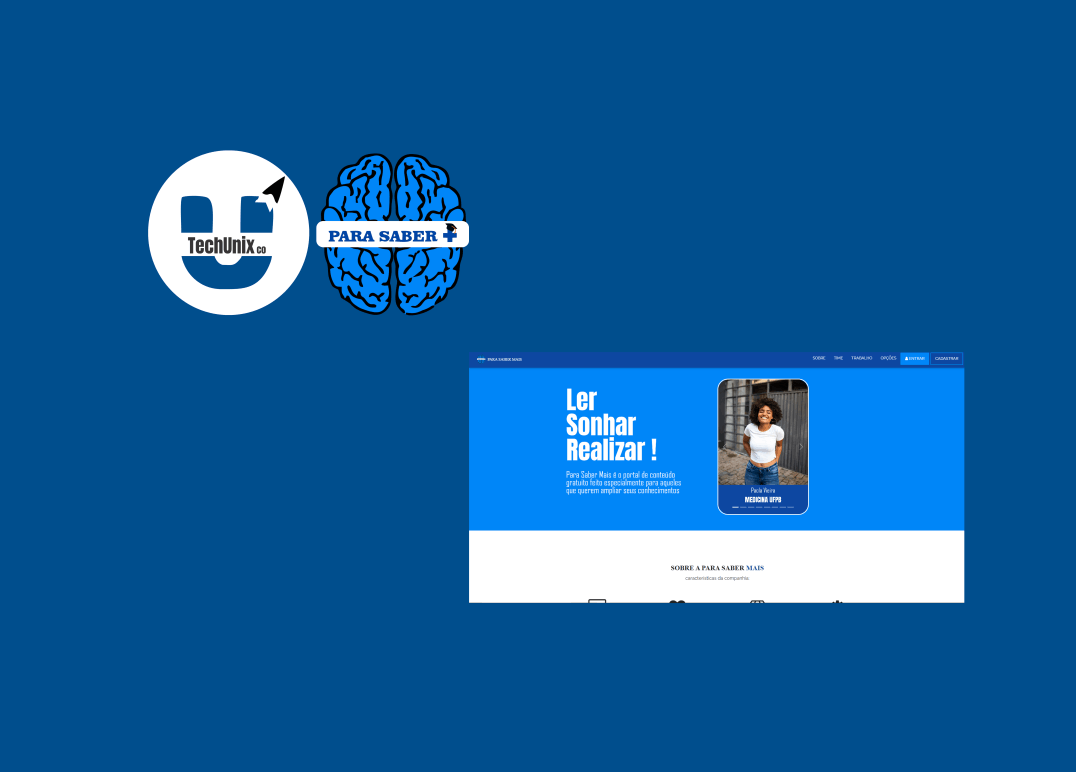 TechUnix co
PARA SABER +
PARA SABER MAIS
SOBRE TIME TRABALHO OPÇÕES ENTRAR CADASTRAR
Ler
Sonhar
Realizar !
Para Saber Mais é o portal de conteúdo
gratuito feito especialmente para aqueles
que querem ampliar seus conhecimentos
Paola Vieira
MEDICINA UFPB
SOBRE A PARA SABER MAIS
características da companhia